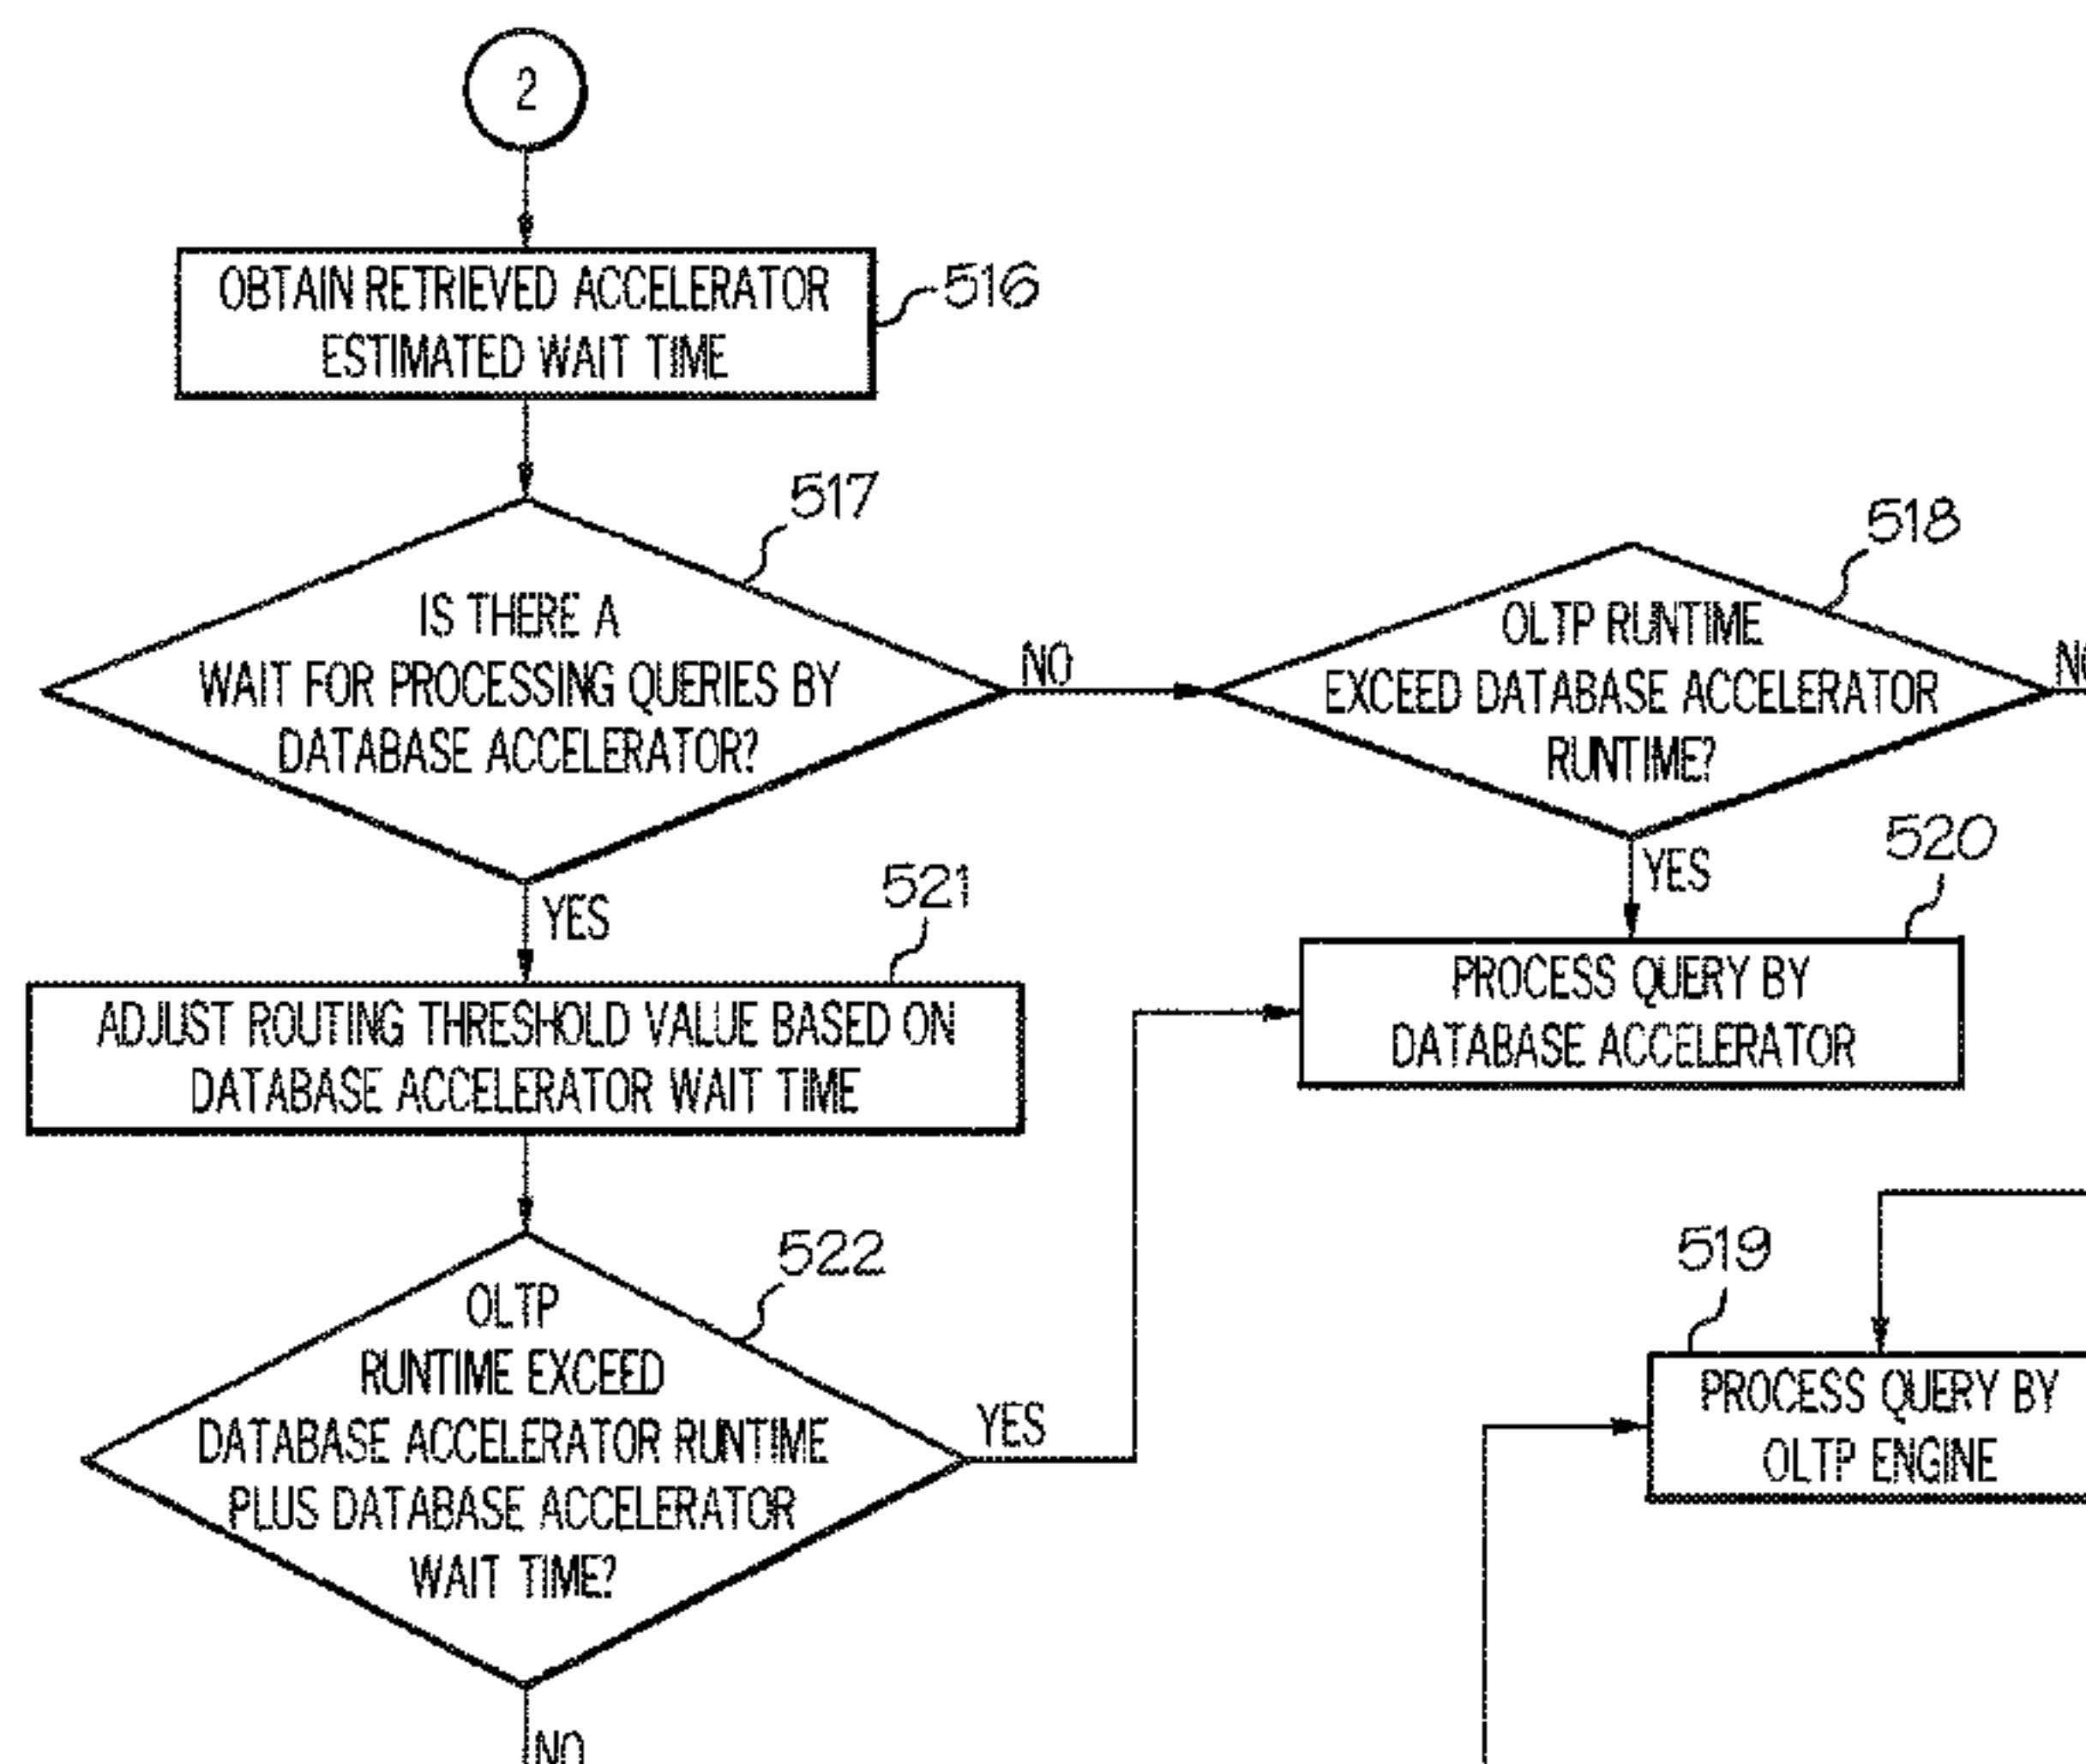 2
OBTAIN RETRIEVED ACCELERATOR
ESTIMATED WAIT TIME
516
517
IS THERE A
WAIT FOR PROCESSING QUERIES BY
DATABASE ACCELERATOR?
NO
518
OLTP RUNTIME
EXCEED DATABASE ACCELERATOR
RUNTIME?
NO
YES
520
PROCESS QUERY BY
DATABASE ACCELERATOR
YES
521
ADJUST ROUTING THRESHOLD VALUE BASED ON
DATABASE ACCELERATOR WAIT TIME
522
OLTP
RUNTIME EXCEED
DATABASE ACCELERATOR RUNTIME
PLUS DATABASE ACCELERATOR
WAIT TIME?
YES
519
PROCESS QUERY BY
OLTP ENGINE
NO